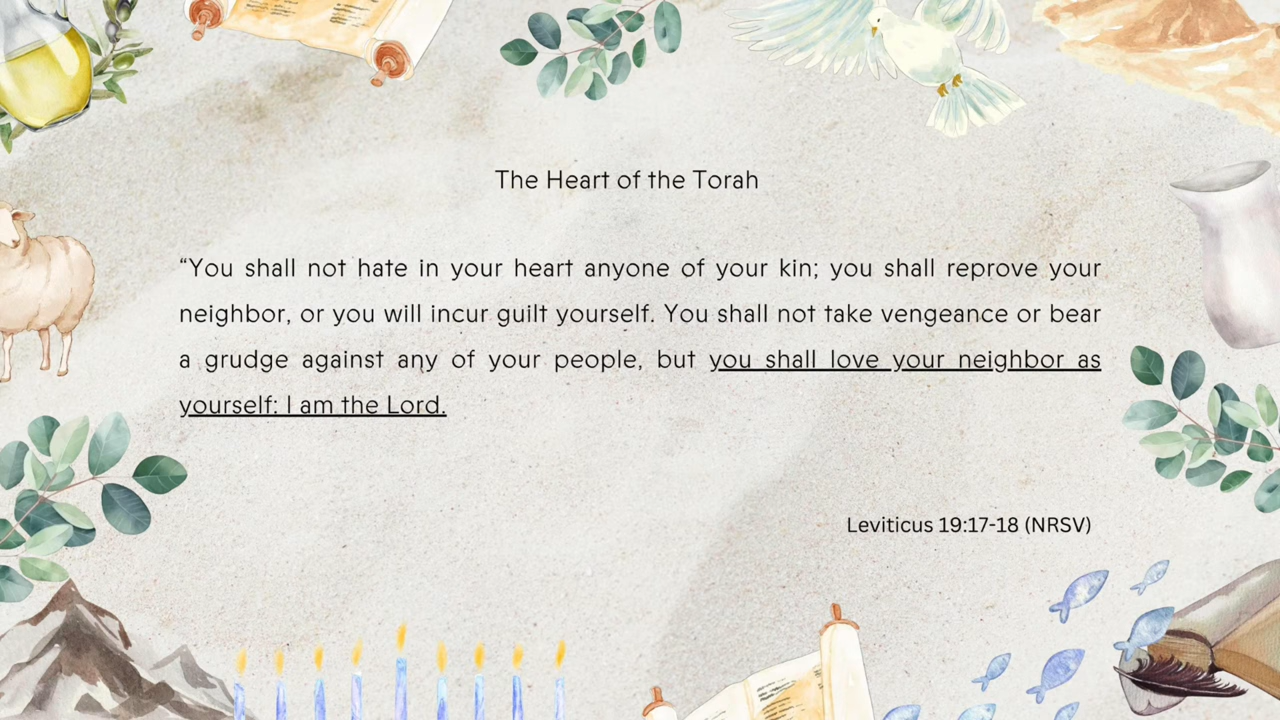 The Heart of the Torah
“You shall not hate in your heart anyone of your kin; you shall reprove your
neighbor, or you will incur guilt yourself. You shall not take vengeance or bear
a grudge against any of your people, but you shall love your neighbor as
yourself: I am the Lord.
Leviticus 19:17-18 (NRSV)